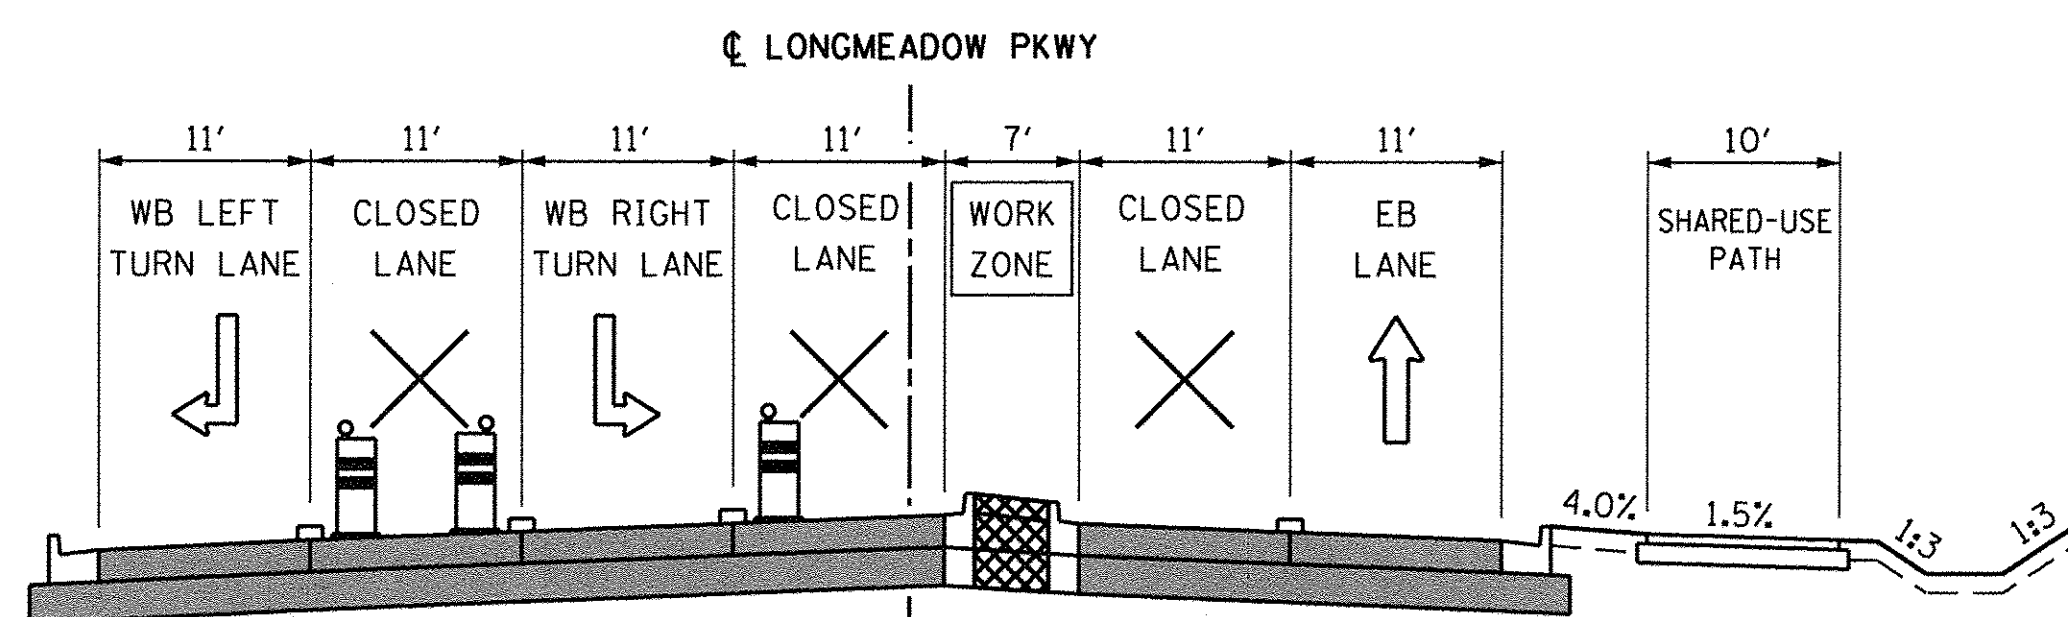 ℄ LONGMEADOW PKWY
11' 11' 11' 11' 7' 11' 11' 10'
WB LEFT
TURN LANE
CLOSED
LANE
WB RIGHT
TURN LANE
CLOSED
LANE
WORK
ZONE
CLOSED
LANE
EB
LANE
SHARED-USE
PATH
4.0%
1.5%
1:3
1:3